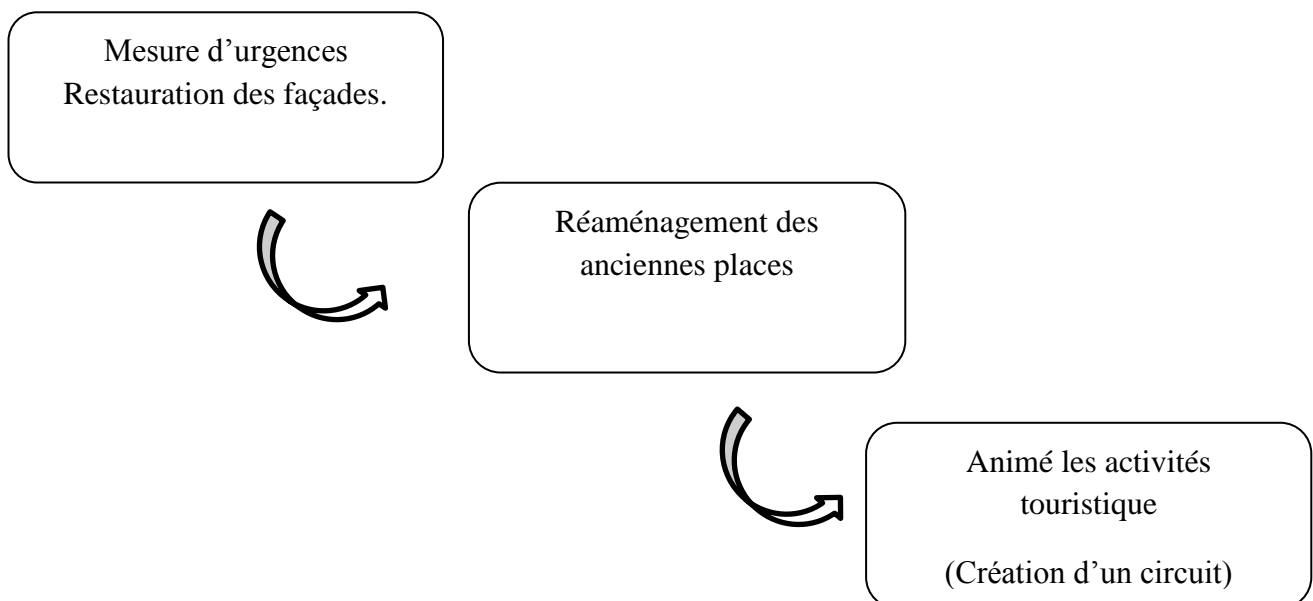 Mesure d’urgences
Restauration des façades.
Réaménagement des
anciennes places
Animé les activités
touristique
(Création d’un circuit)